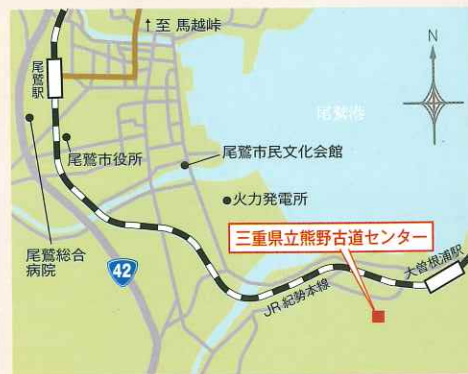 ↑至 馬越峠
N
尾鷲駅
尾鷲港
尾鷲市役所
尾鷲市民文化会館
火力発電所
尾鷲総合
病院
三重県立熊野古道センター
42
JR紀勢本線
大曽根浦駅